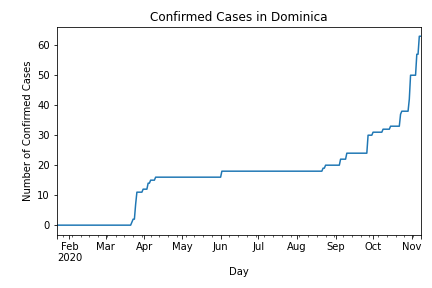 Confirmed Cases in Dominica
Number of Confirmed Cases
60
50
40
30
20
10
0
Feb Mar Apr May Jun Jul Aug Sep Oct Nov
2020
Day